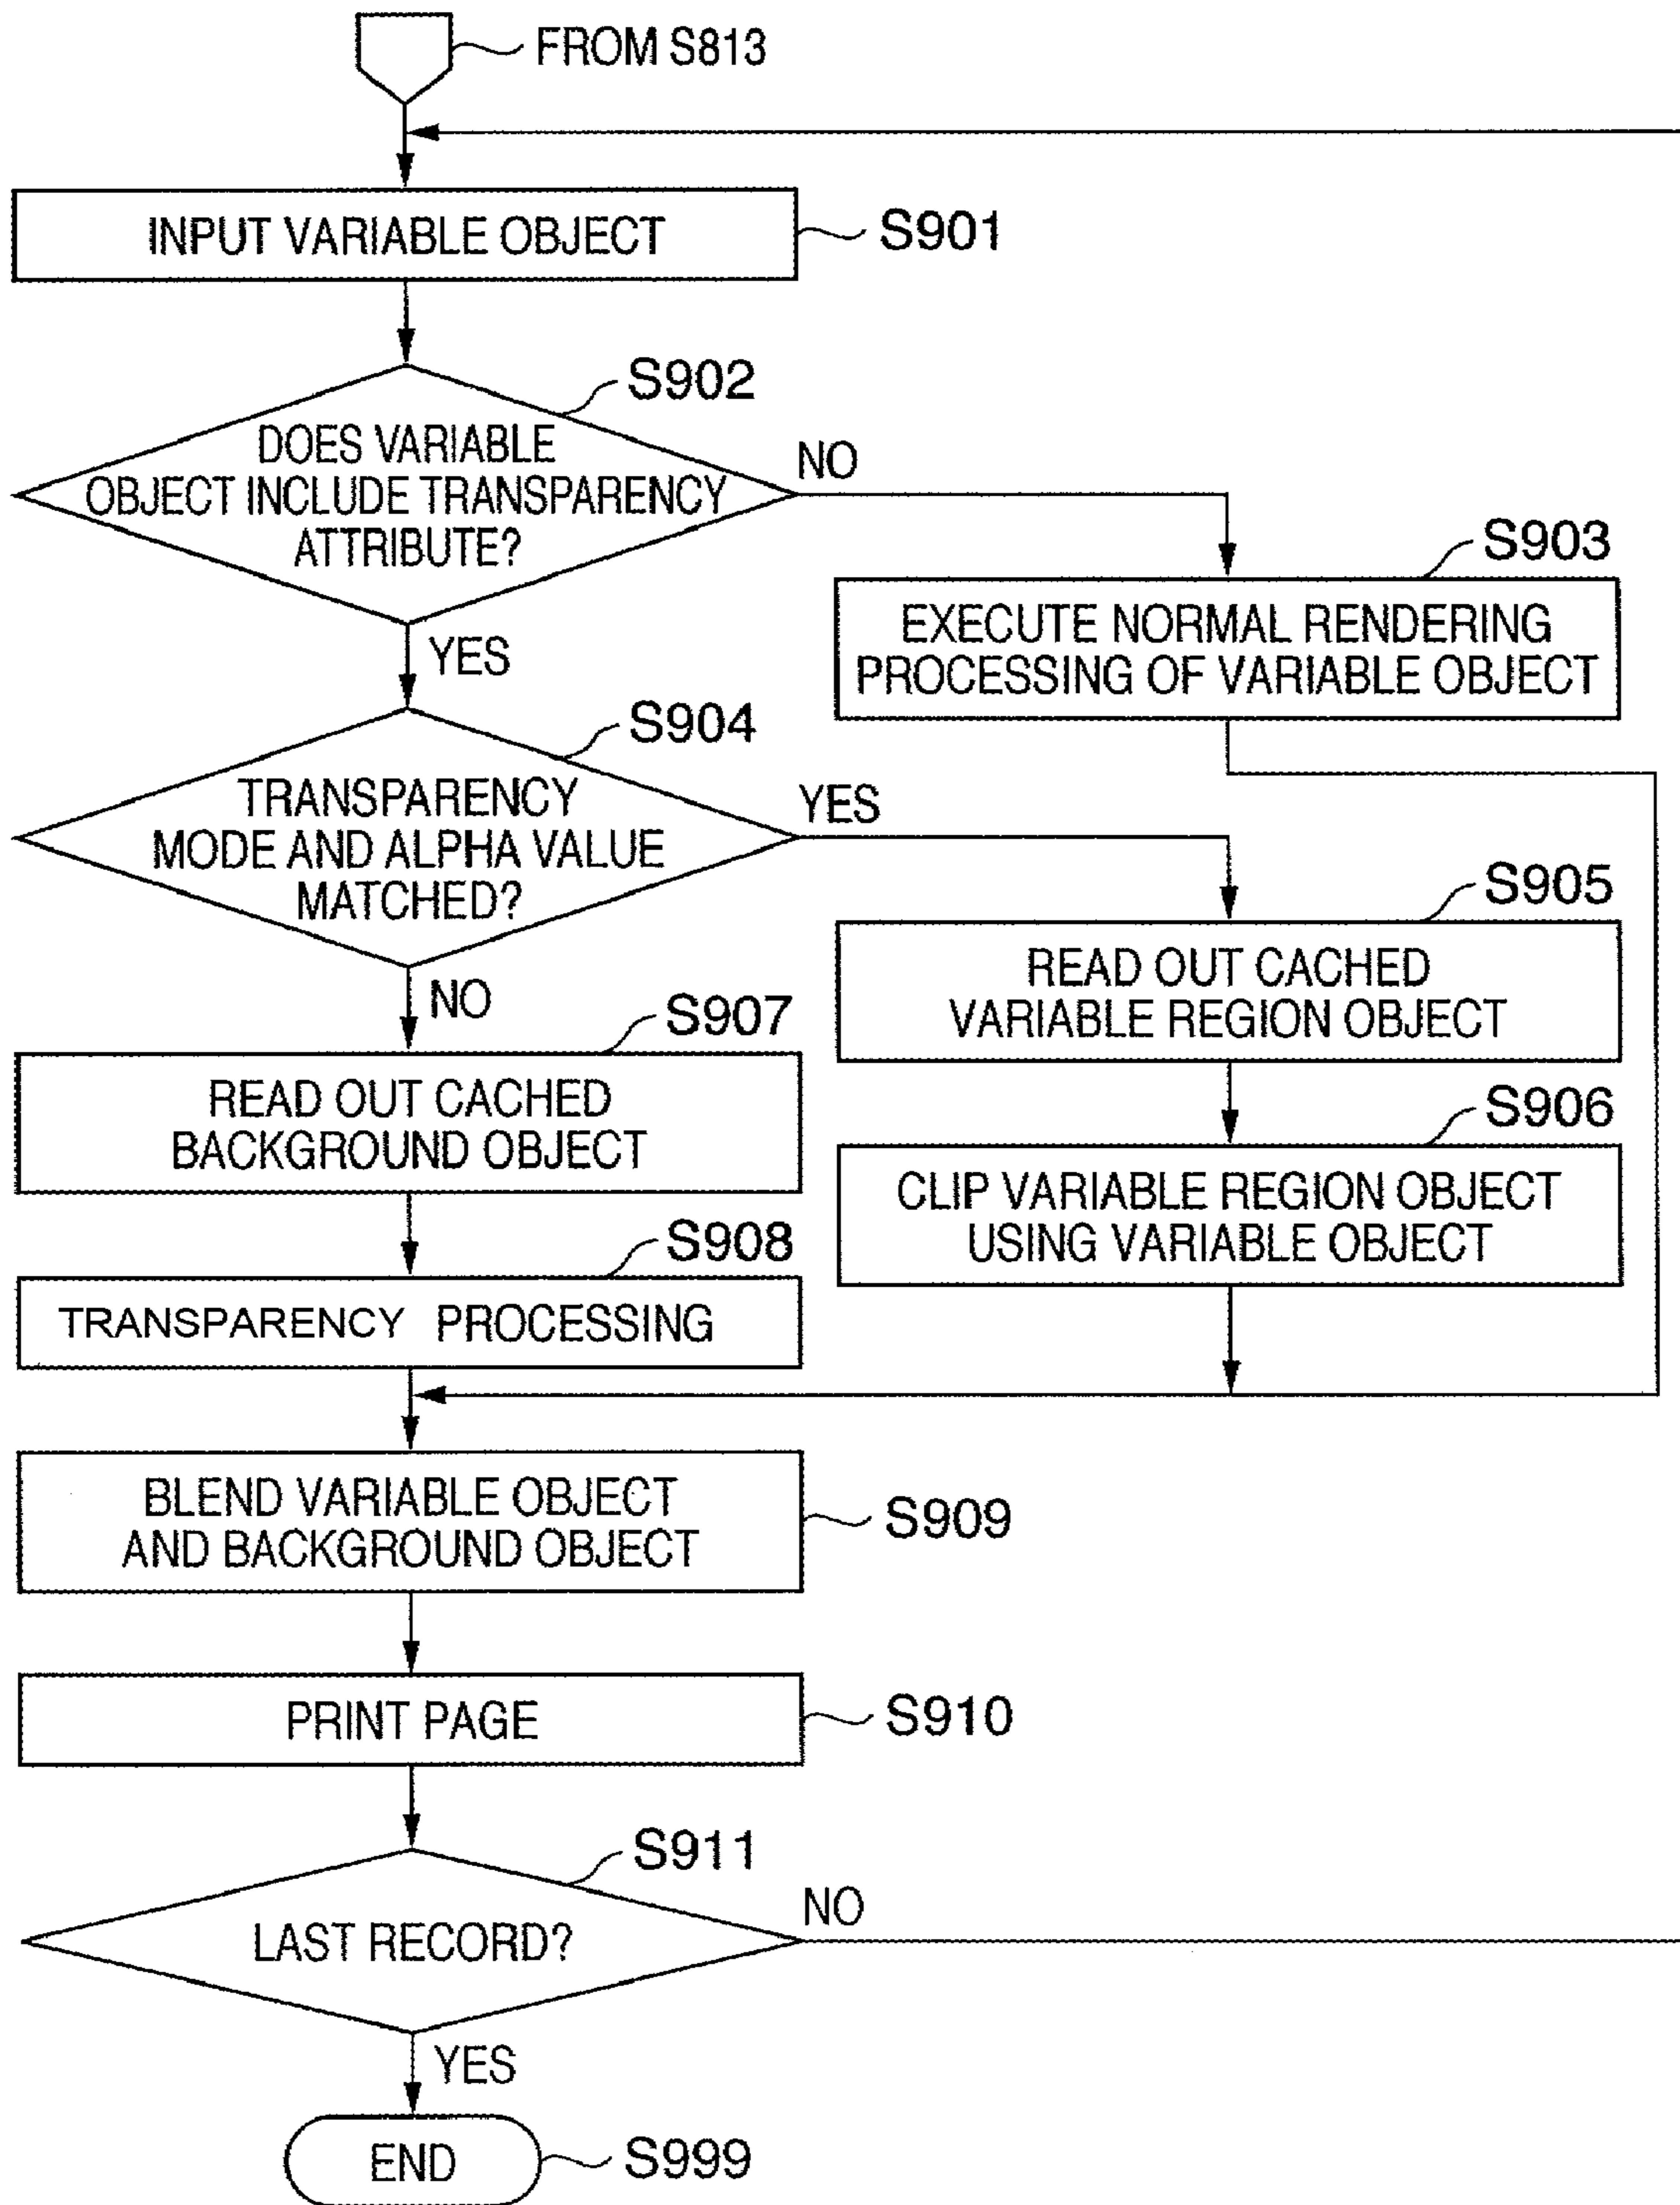 FROM S813
INPUT VARIABLE OBJECT
S901
S902
DOES VARIABLE
OBJECT INCLUDE TRANSPARENCY
ATTRIBUTE?
NO
YES
S903
EXECUTE NORMAL RENDERING
PROCESSING OF VARIABLE OBJECT
S904
TRANSPARENCY
MODE AND ALPHA VALUE
MATCHED?
YES
NO
S905
READ OUT CACHED
VARIABLE REGION OBJECT
S906
CLIP VARIABLE REGION OBJECT
USING VARIABLE OBJECT
S907
READ OUT CACHED
BACKGROUND OBJECT
S908
TRANSPARENCY PROCESSING
BLEND VARIABLE OBJECT
AND BACKGROUND OBJECT
S909
PRINT PAGE
S910
S911
LAST RECORD?
NO
YES
END
S999